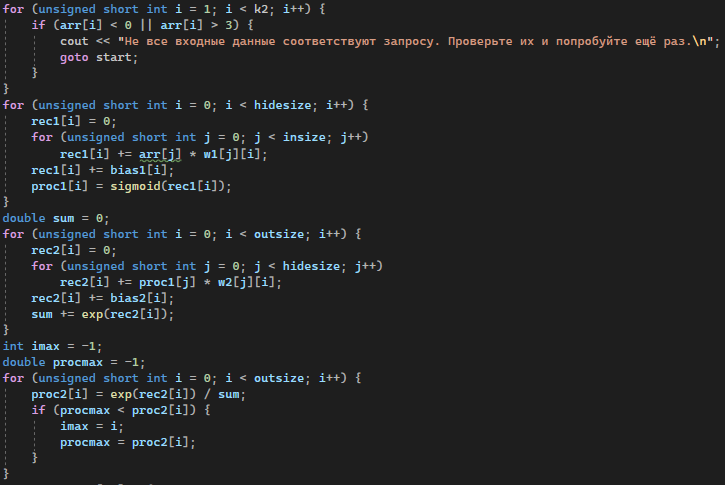 for (unsigned short int i = 1; i < k2; i++) {
    if (arr[i] < 0 || arr[i] > 3) {
        cout << "Не все входные данные соответствуют запросу. Проверьте их и попробуйте ещё раз.\n";
        goto start;
    }
}
for (unsigned short int i = 0; i < hidesize; i++) {
    rec1[i] = 0;
    for (unsigned short int j = 0; j < insize; j++)
        rec1[i] += arr[j] * w1[j][i];
    rec1[i] += bias1[i];
    proc1[i] = sigmoid(rec1[i]);
}
double sum = 0;
for (unsigned short int i = 0; i < outsize; i++) {
    rec2[i] = 0;
    for (unsigned short int j = 0; j < hidesize; j++)
        rec2[i] += proc1[j] * w2[j][i];
    rec2[i] += bias2[i];
    sum += exp(rec2[i]);
}
int imax = -1;
double procmax = -1;
for (unsigned short int i = 0; i < outsize; i++) {
    proc2[i] = exp(rec2[i]) / sum;
    if (procmax < proc2[i]) {
        imax = i;
        procmax = proc2[i];
    }
}